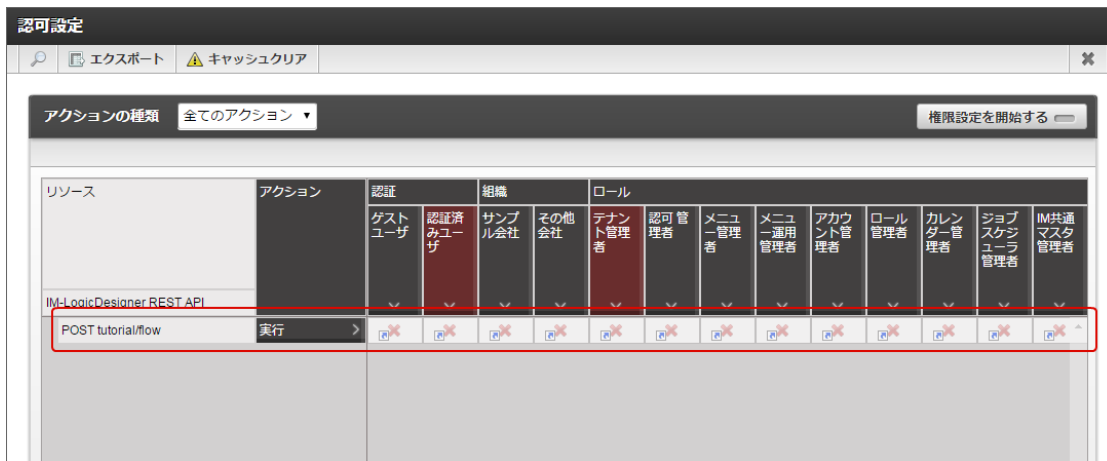 認可設定
エクスポート キャッシュクリア
アクションの種類 全てのアクション 権限設定を開始する
リソース アクション 認証 組織 ロール
ゲストユーザ 認証済みユーザ サンプル会社 その他会社 テナント管理者 認可管理者 メニュー管理者 メニュー運用管理者 アカウント管理者 ロール管理者 カレンダー管理者 ジョブスケジューラ管理者 IM共通マスタ管理者
IM-LogicDesigner REST API
POST tutorial/flow 実行